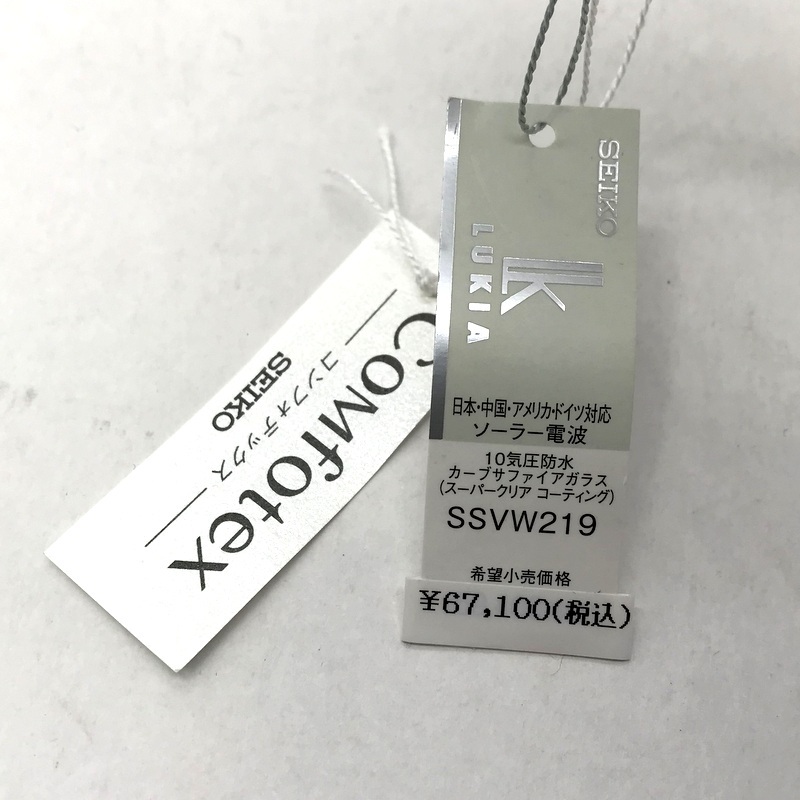 Comfotex
コンフォテックス
SEIKO
SEIKO
LK
LUKIA
日本・中国・アメリカ・ドイツ対応
ソーラー電波
10気圧防水
カーブサファイアガラス
(スーパークリア コーティング)
SSVW219
希望小売価格
¥67,100(税込)